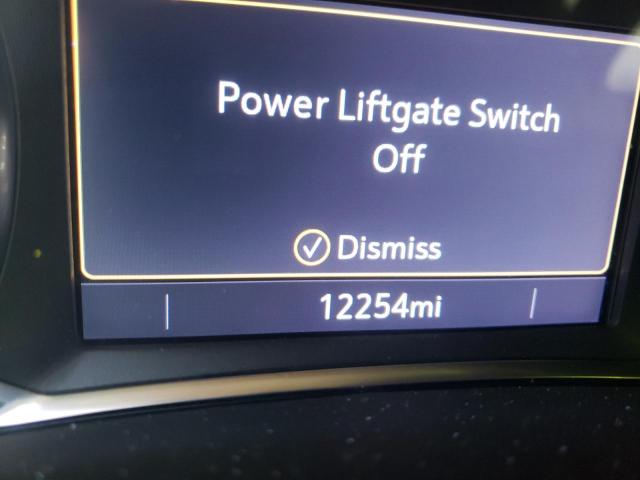 Power Liftgate Switch
Off
Dismiss
12254mi